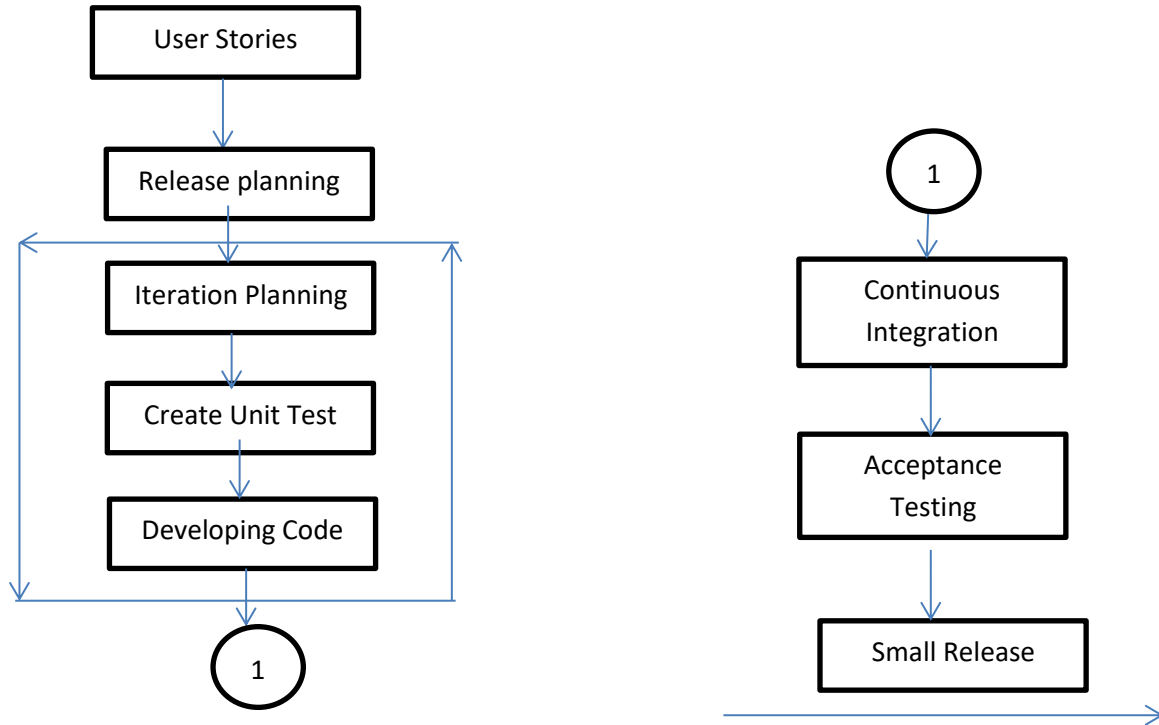 User Stories
Release planning
Iteration Planning
Create Unit Test
Developing Code
1
1
Continuous
Integration
Acceptance
Testing
Small Release